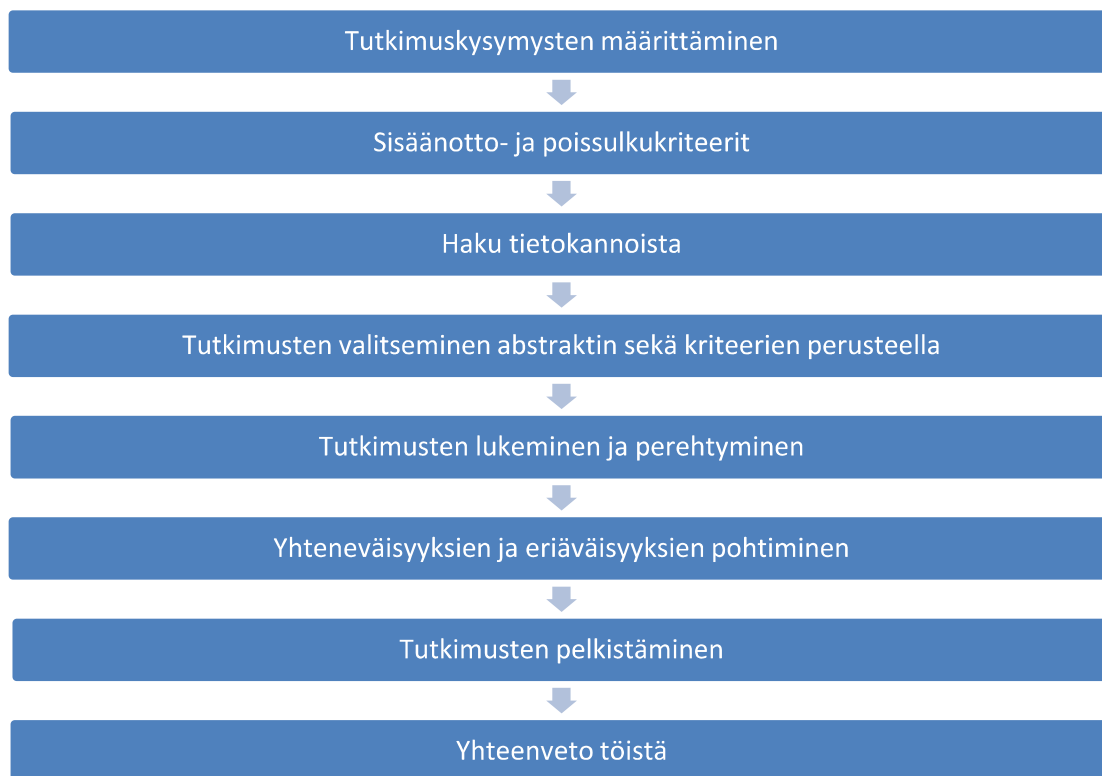 Tutkimuskysymysten määrittäminen
Sisäänotto- ja poissulkukriteerit
Haku tietokannoista
Tutkimusten valitseminen abstraktin sekä kriteerien perusteella
Tutkimusten lukeminen ja perehtyminen
Yhteneväisyyksien ja eriäväisyyksien pohtiminen
Tutkimusten pelkistäminen
Yhteenveto töistä